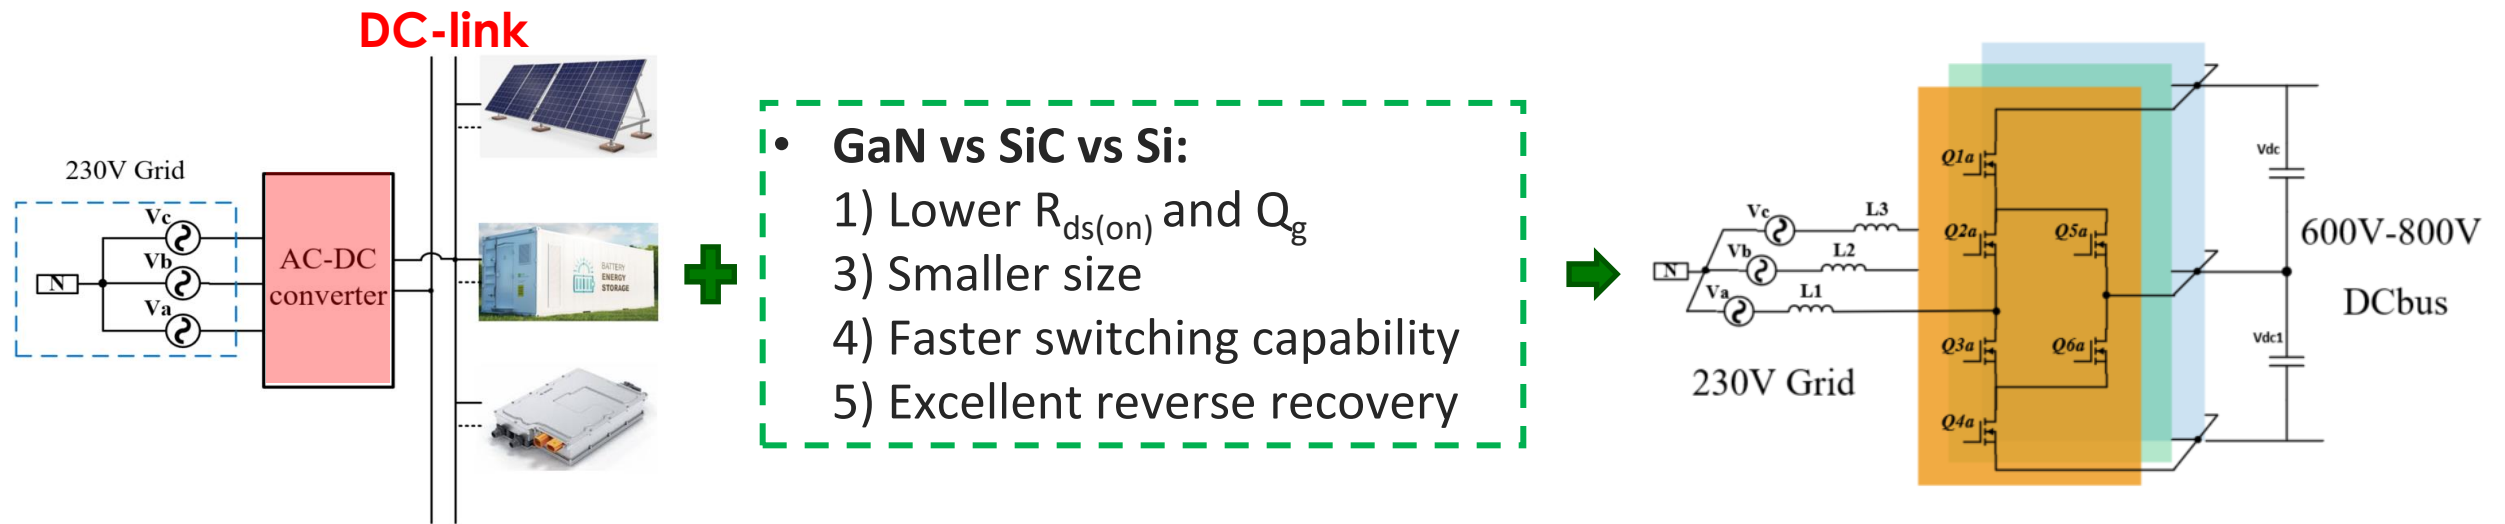 DC-link
230V Grid
Vc
Vb
Va
N
AC-DC
converter
BATTERY
ENERGY
STORAGE
• GaN vs SiC vs Si:
1) Lower Rds(on) and Qg
3) Smaller size
4) Faster switching capability
5) Excellent reverse recovery
Vc
L3
Vb
L2
N
Va
L1
230V Grid
Q1a
Q2a
Q5a
Q3a
Q6a
Q4a
Vdc
600V-800V
DCbus
Vdc1